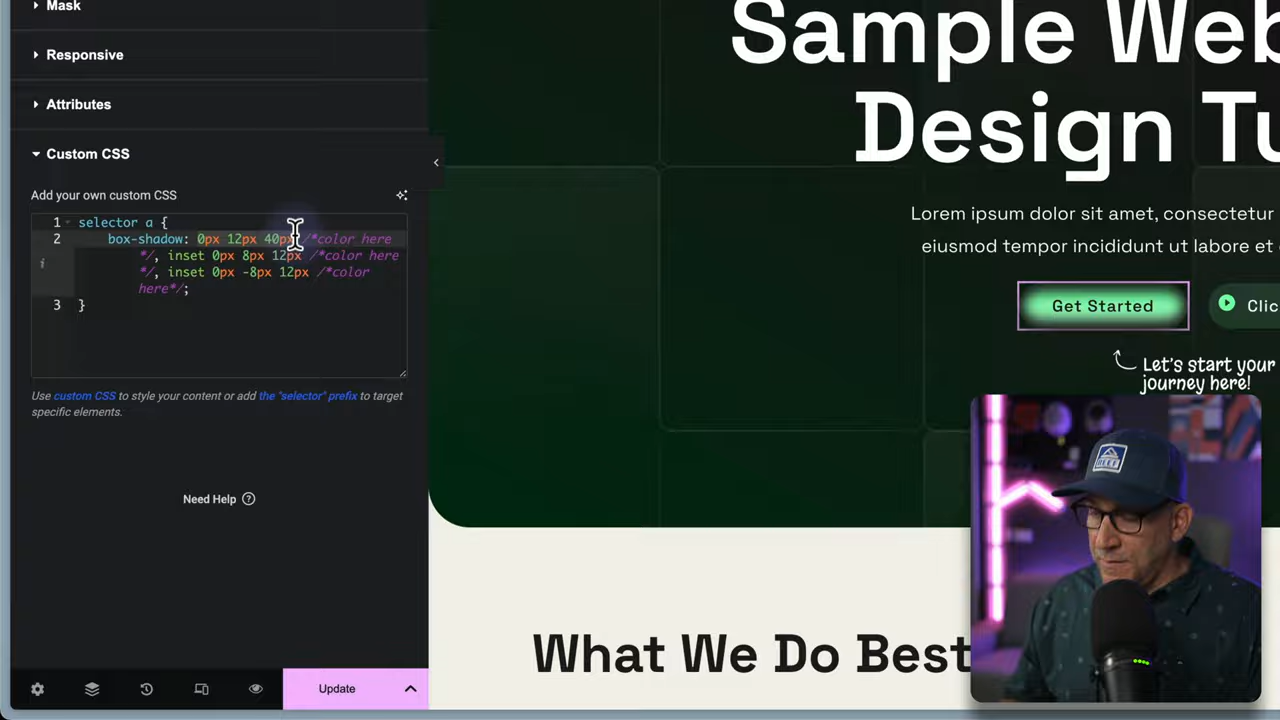 Mask
Responsive
Attributes
Custom CSS
Add your own custom CSS
1 selector a {
2 box-shadow: 0px 12px 40px /*color here
*/, inset 0px 8px 12px /*color here
*/, inset 0px -8px 12px /*color
here*/;
3 }
Use custom CSS to style your content or add the "selector" prefix to target
specific elements.
Need Help
Update
Sample Web
Design Tu
Lorem ipsum dolor sit amet, consectetur
eiusmod tempor incididunt ut labore et
Get Started
Clic
Let's start your
journey here!
What We Do Best
REEF